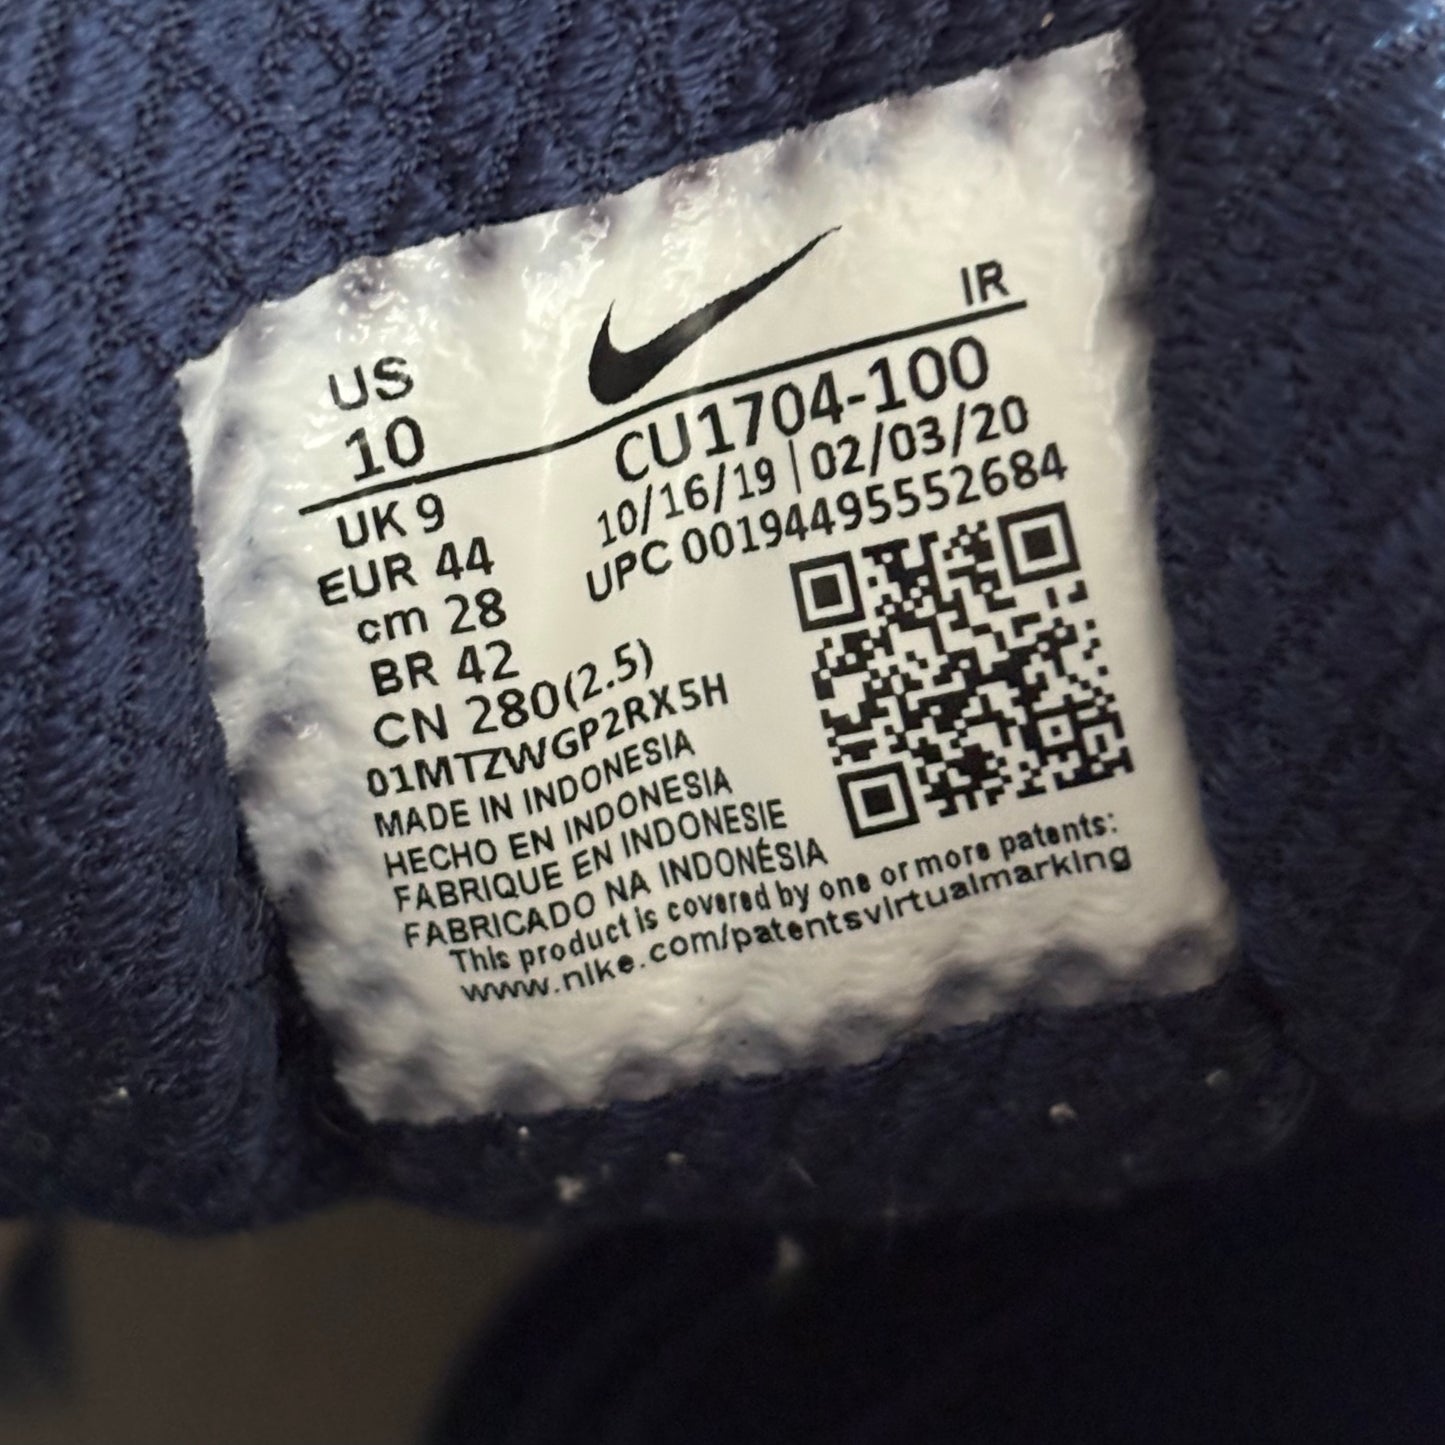 IR
US
10
CU1704-100
10/16/19 | 02/03/20
UPC 00194495552684
UK 9
EUR 44
cm 28
BR 42
CN 280(2.5)
01MTZWGP2RX5H
MADE IN INDONESIA
HECHO EN INDONESIA
FABRIQUE EN INDONESIE
FABRICADO NA INDONÉSIA
This product is covered by one or more patents:
www.nike.com/patentsvirtualmarking